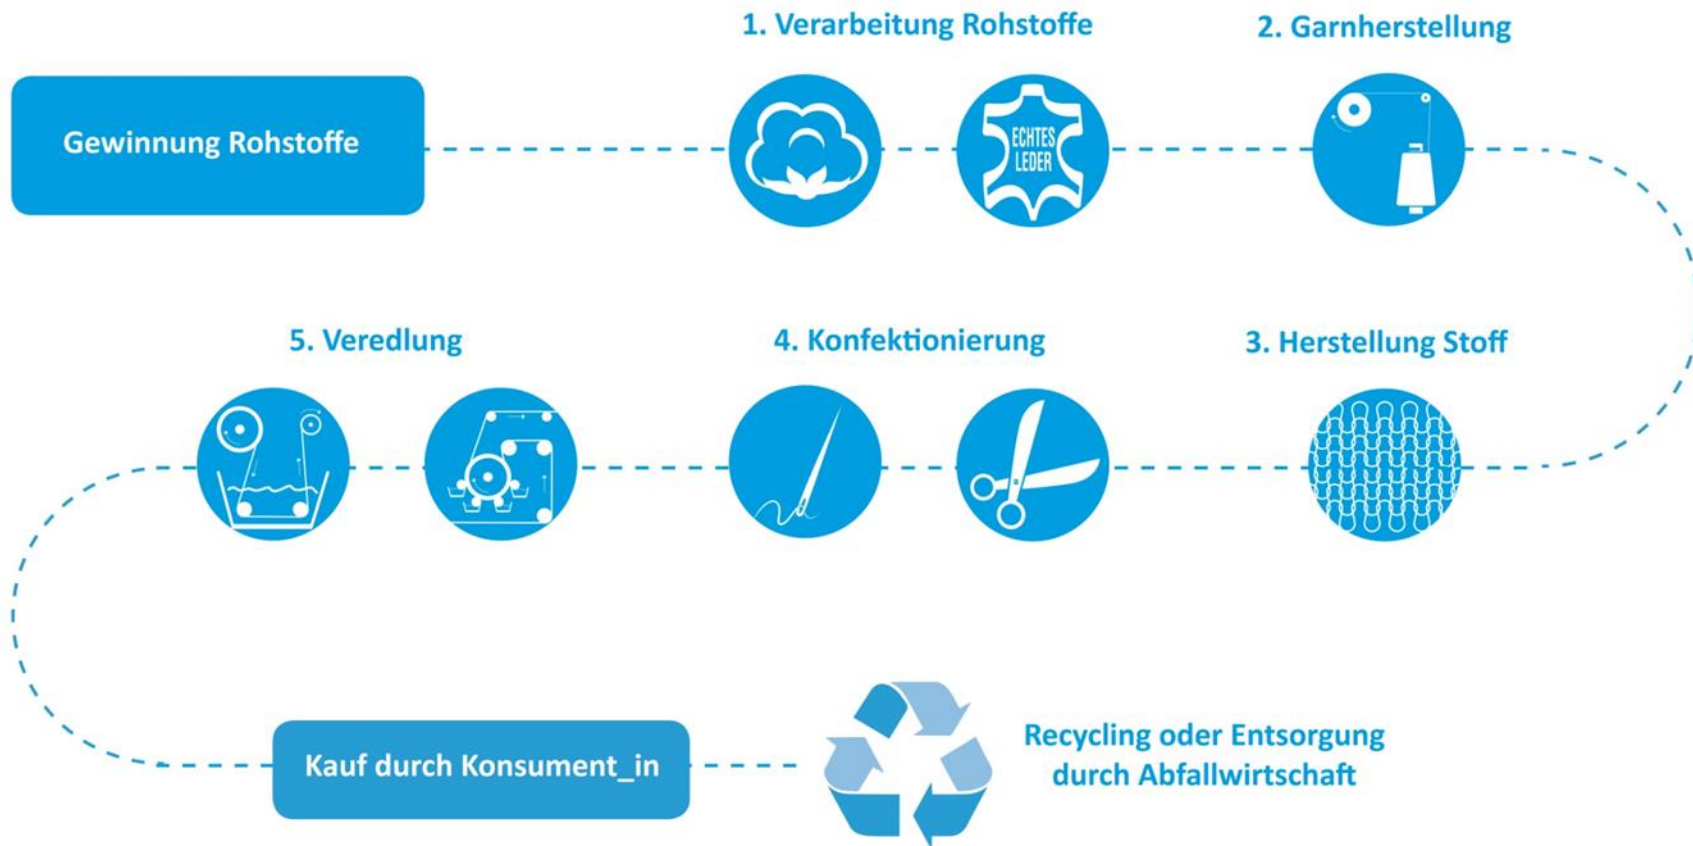 1. Verarbeitung Rohstoffe
2. Garnherstellung
Gewinnung Rohstoffe
ECHTES
LEDER
5. Veredlung
4. Konfektionierung
3. Herstellung Stoff
Kauf durch Konsument_in
Recycling oder Entsorgung
durch Abfallwirtschaft